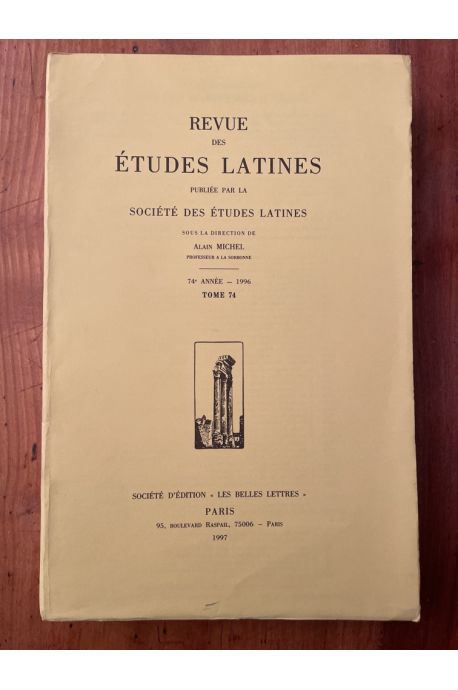 REVUE
DES
ÉTUDES LATINES
PUBLIÉE PAR LA
SOCIÉTÉ DES ÉTUDES LATINES
SOUS LA DIRECTION DE
ALAIN MICHEL
PROFESSEUR A LA SORBONNE
74e ANNÉE — 1996
TOME 74
SOCIÉTÉ D'ÉDITION « LES BELLES LETTRES »
PARIS
95, BOULEVARD RASPAIL, 75006 — PARIS
1997